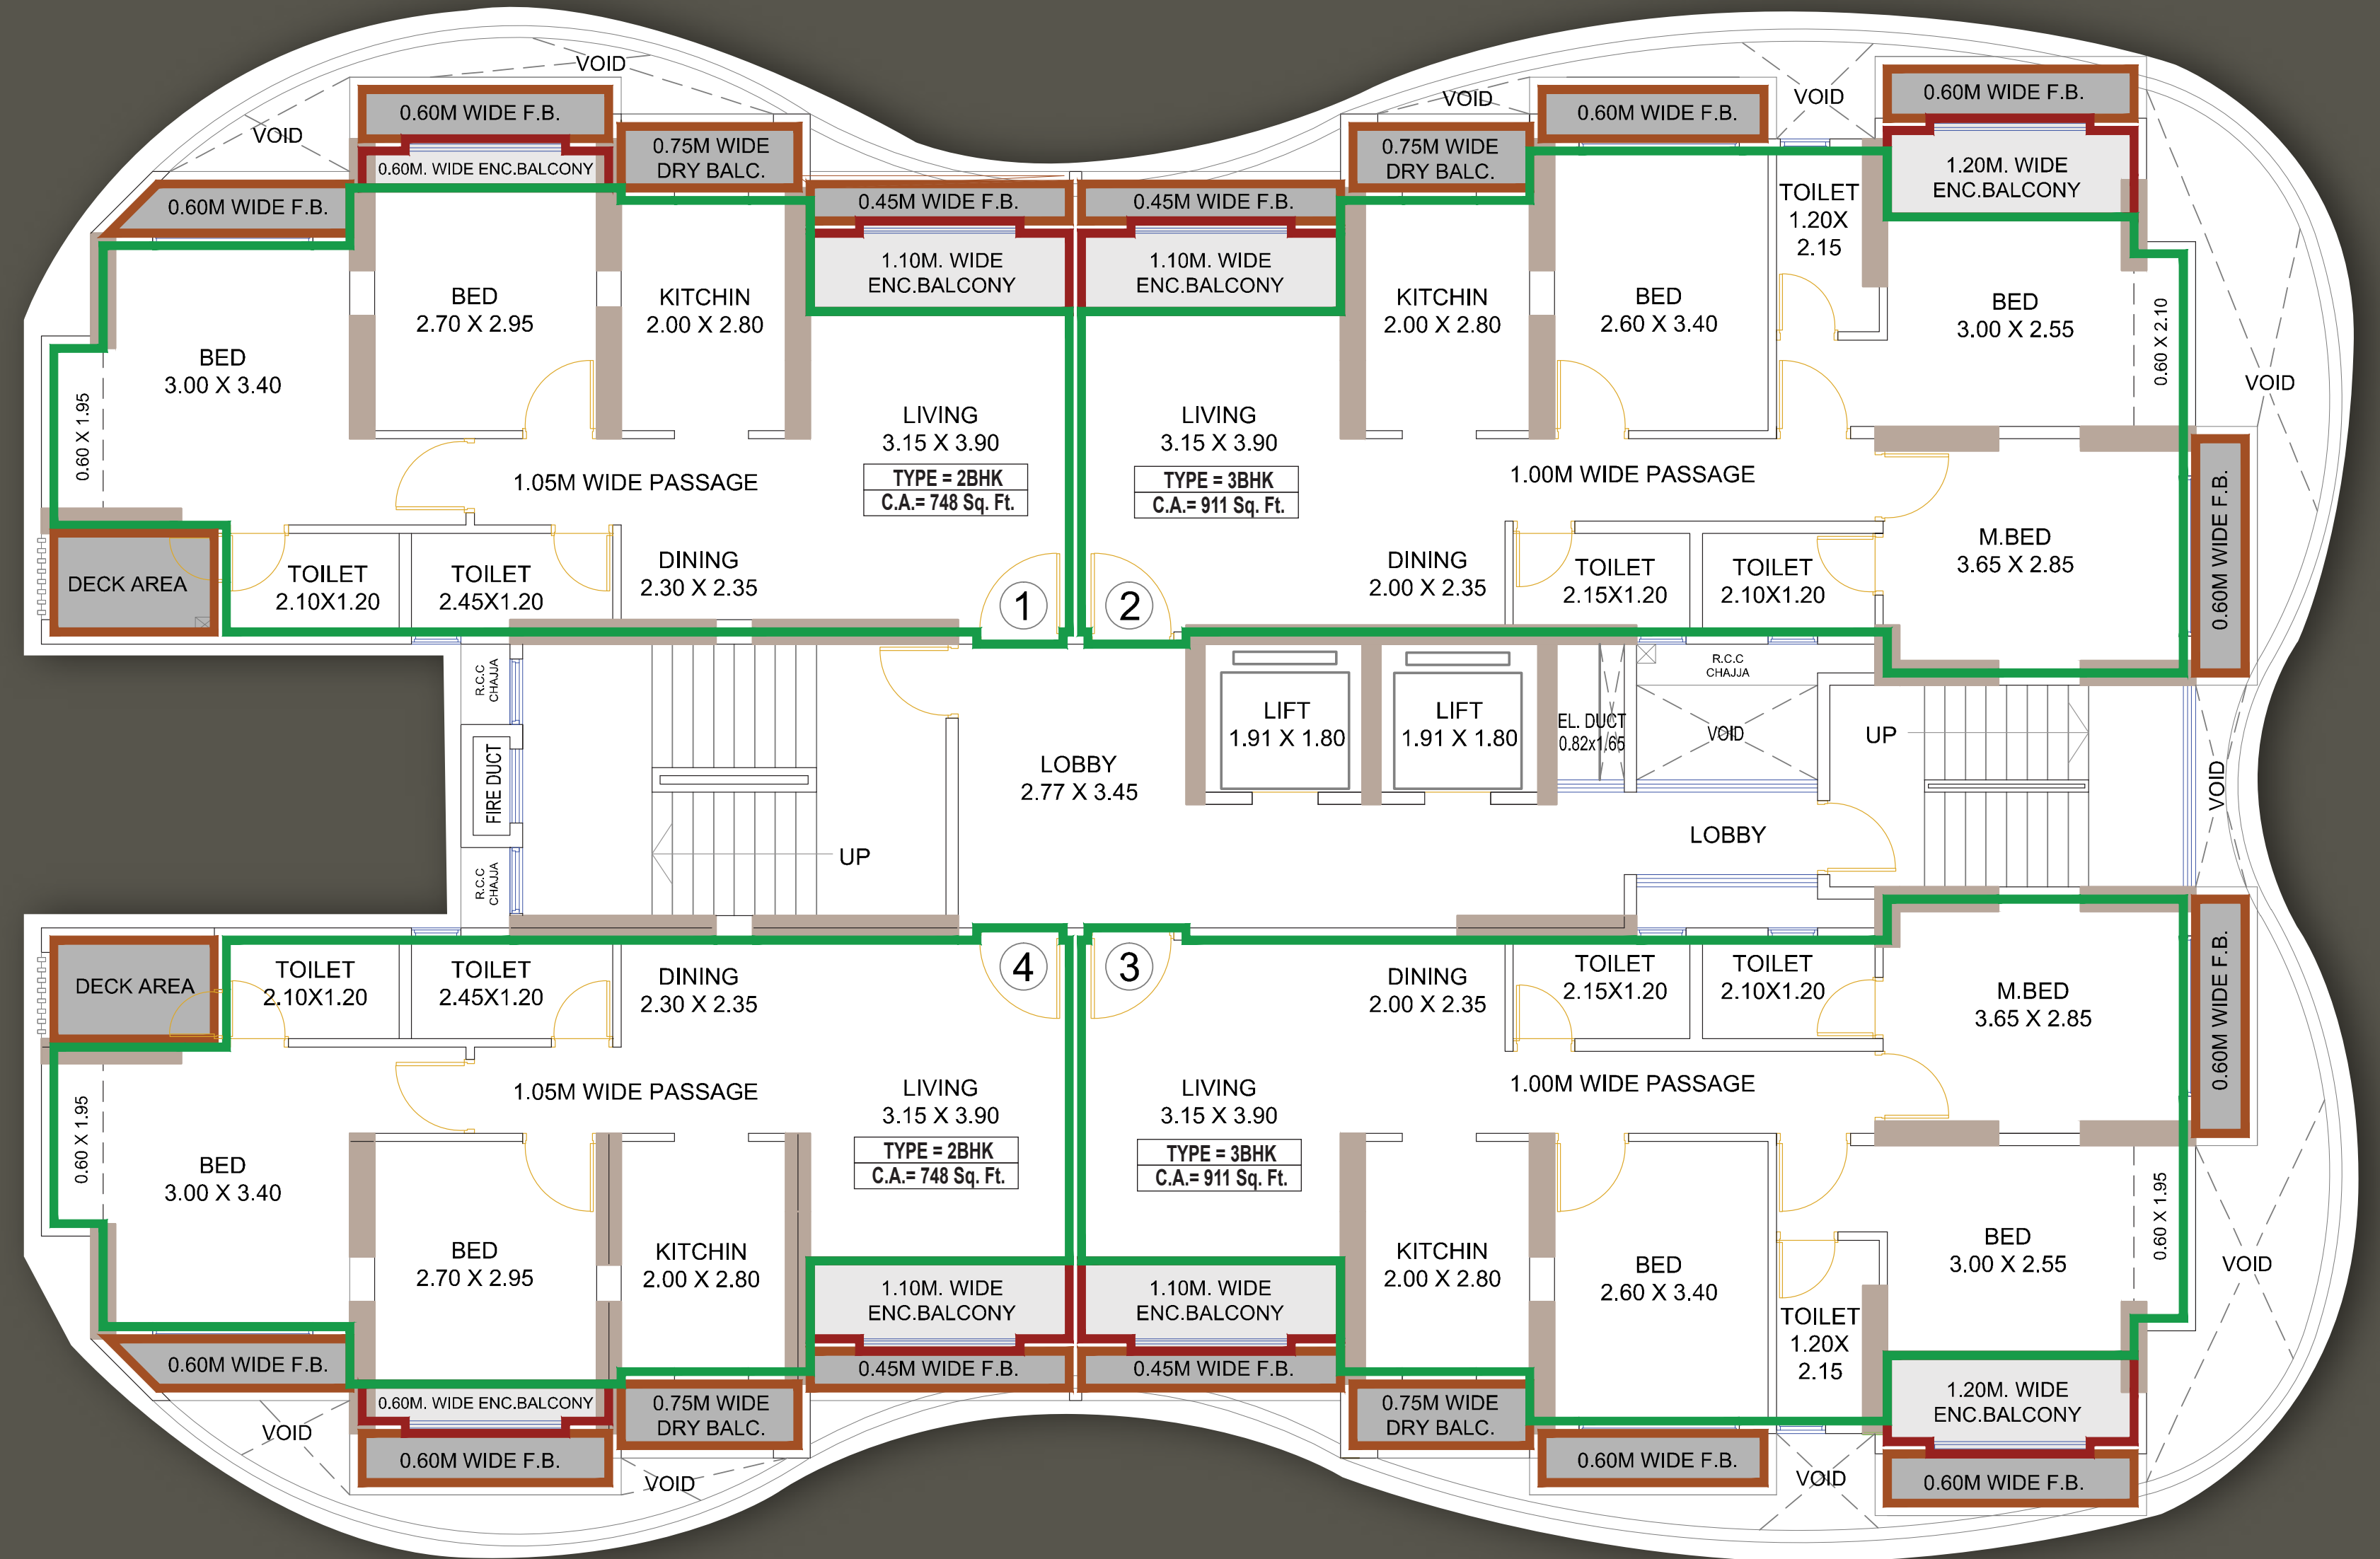 VOID
0.60M WIDE F.B.
VOID
0.75M WIDE
DRY BALC.
0.60M. WIDE ENC.BALCONY
0.60M WIDE F.B.
0.45M WIDE F.B.
1.10M. WIDE
ENC.BALCONY
BED
3.00 X 3.40
0.60 X 1.95
BED
2.70 X 2.95
KITCHIN
2.00 X 2.80
LIVING
3.15 X 3.90
TYPE = 2BHK
C.A.= 748 Sq. Ft.
1.05M WIDE PASSAGE
DECK AREA
TOILET
2.10X1.20
TOILET
2.45X1.20
DINING
2.30 X 2.35
1
VOID
0.60M WIDE F.B.
VOID
0.60M WIDE F.B.
0.75M WIDE
DRY BALC.
0.45M WIDE F.B.
1.10M. WIDE
ENC.BALCONY
TOILET
1.20X
2.15
1.20M. WIDE
ENC.BALCONY
KITCHIN
2.00 X 2.80
BED
2.60 X 3.40
BED
3.00 X 2.55
0.60 X 2.10
VOID
LIVING
3.15 X 3.90
TYPE = 3BHK
C.A.= 911 Sq. Ft.
1.00M WIDE PASSAGE
M.BED
3.65 X 2.85
0.60M WIDE F.B.
2
DINING
2.00 X 2.35
TOILET
2.15X1.20
TOILET
2.10X1.20
R.C.C
CHAJJA
FIRE DUCT
R.C.C
CHAJJA
UP
LOBBY
2.77 X 3.45
LIFT
1.91 X 1.80
LIFT
1.91 X 1.80
EL. DUCT
0.82x1.65
R.C.C
CHAJJA
VOID
UP
LOBBY
VOID
DECK AREA
TOILET
2.10X1.20
TOILET
2.45X1.20
DINING
2.30 X 2.35
4
1.05M WIDE PASSAGE
LIVING
3.15 X 3.90
TYPE = 2BHK
C.A.= 748 Sq. Ft.
0.60 X 1.95
BED
3.00 X 3.40
BED
2.70 X 2.95
KITCHIN
2.00 X 2.80
1.10M. WIDE
ENC.BALCONY
0.60M WIDE F.B.
0.45M WIDE F.B.
0.60M. WIDE ENC.BALCONY
0.75M WIDE
DRY BALC.
VOID
0.60M WIDE F.B.
VOID
3
DINING
2.00 X 2.35
TOILET
2.15X1.20
TOILET
2.10X1.20
M.BED
3.65 X 2.85
0.60M WIDE F.B.
1.00M WIDE PASSAGE
LIVING
3.15 X 3.90
TYPE = 3BHK
C.A.= 911 Sq. Ft.
KITCHIN
2.00 X 2.80
BED
2.60 X 3.40
BED
3.00 X 2.55
0.60 X 1.95
VOID
1.10M. WIDE
ENC.BALCONY
TOILET
1.20X
2.15
0.45M WIDE F.B.
0.75M WIDE
DRY BALC.
1.20M. WIDE
ENC.BALCONY
0.60M WIDE F.B.
VOID
0.60M WIDE F.B.